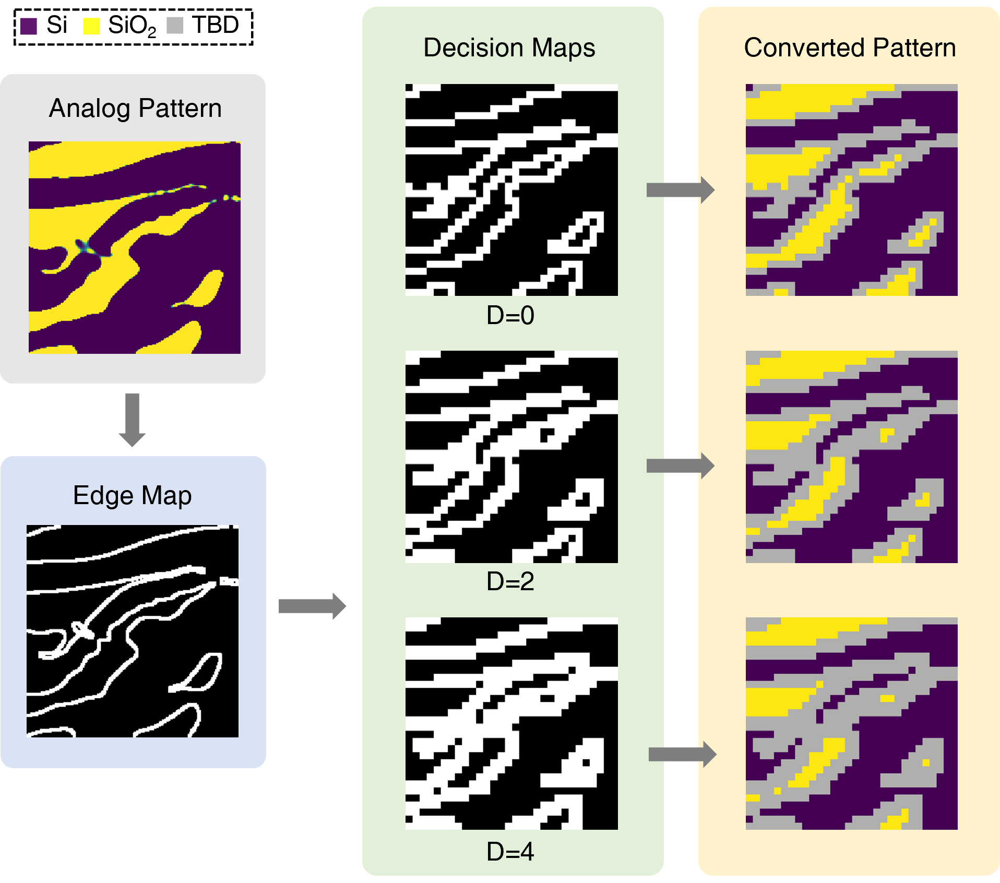 Si SiO₂ TBD
Analog Pattern
Edge Map
Decision Maps
D=0
D=2
D=4
Converted Pattern